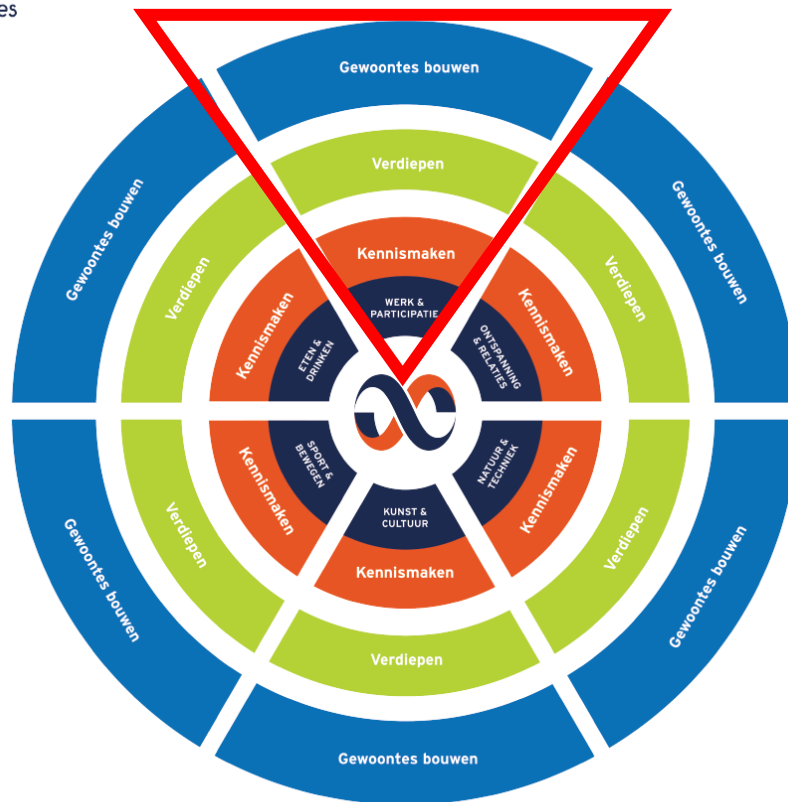 es
Gewoontes bouwen
Verdiepen
Kennismaken
WERK &
PARTICIPATIE
Gewoontes bouwen
Verdiepen
Kennismaken
ONTSPANNING
& RELATIES
Gewoontes bouwen
Verdiepen
Kennismaken
NATUUR &
TECHNIEK
KUNST &
CULTUUR
Kennismaken
Verdiepen
Gewoontes bouwen
SPORT &
BEWEGEN
Kennismaken
Verdiepen
Gewoontes bouwen
ETEN &
DRINKEN
Kennismaken
Verdiepen
Gewoontes bouwen